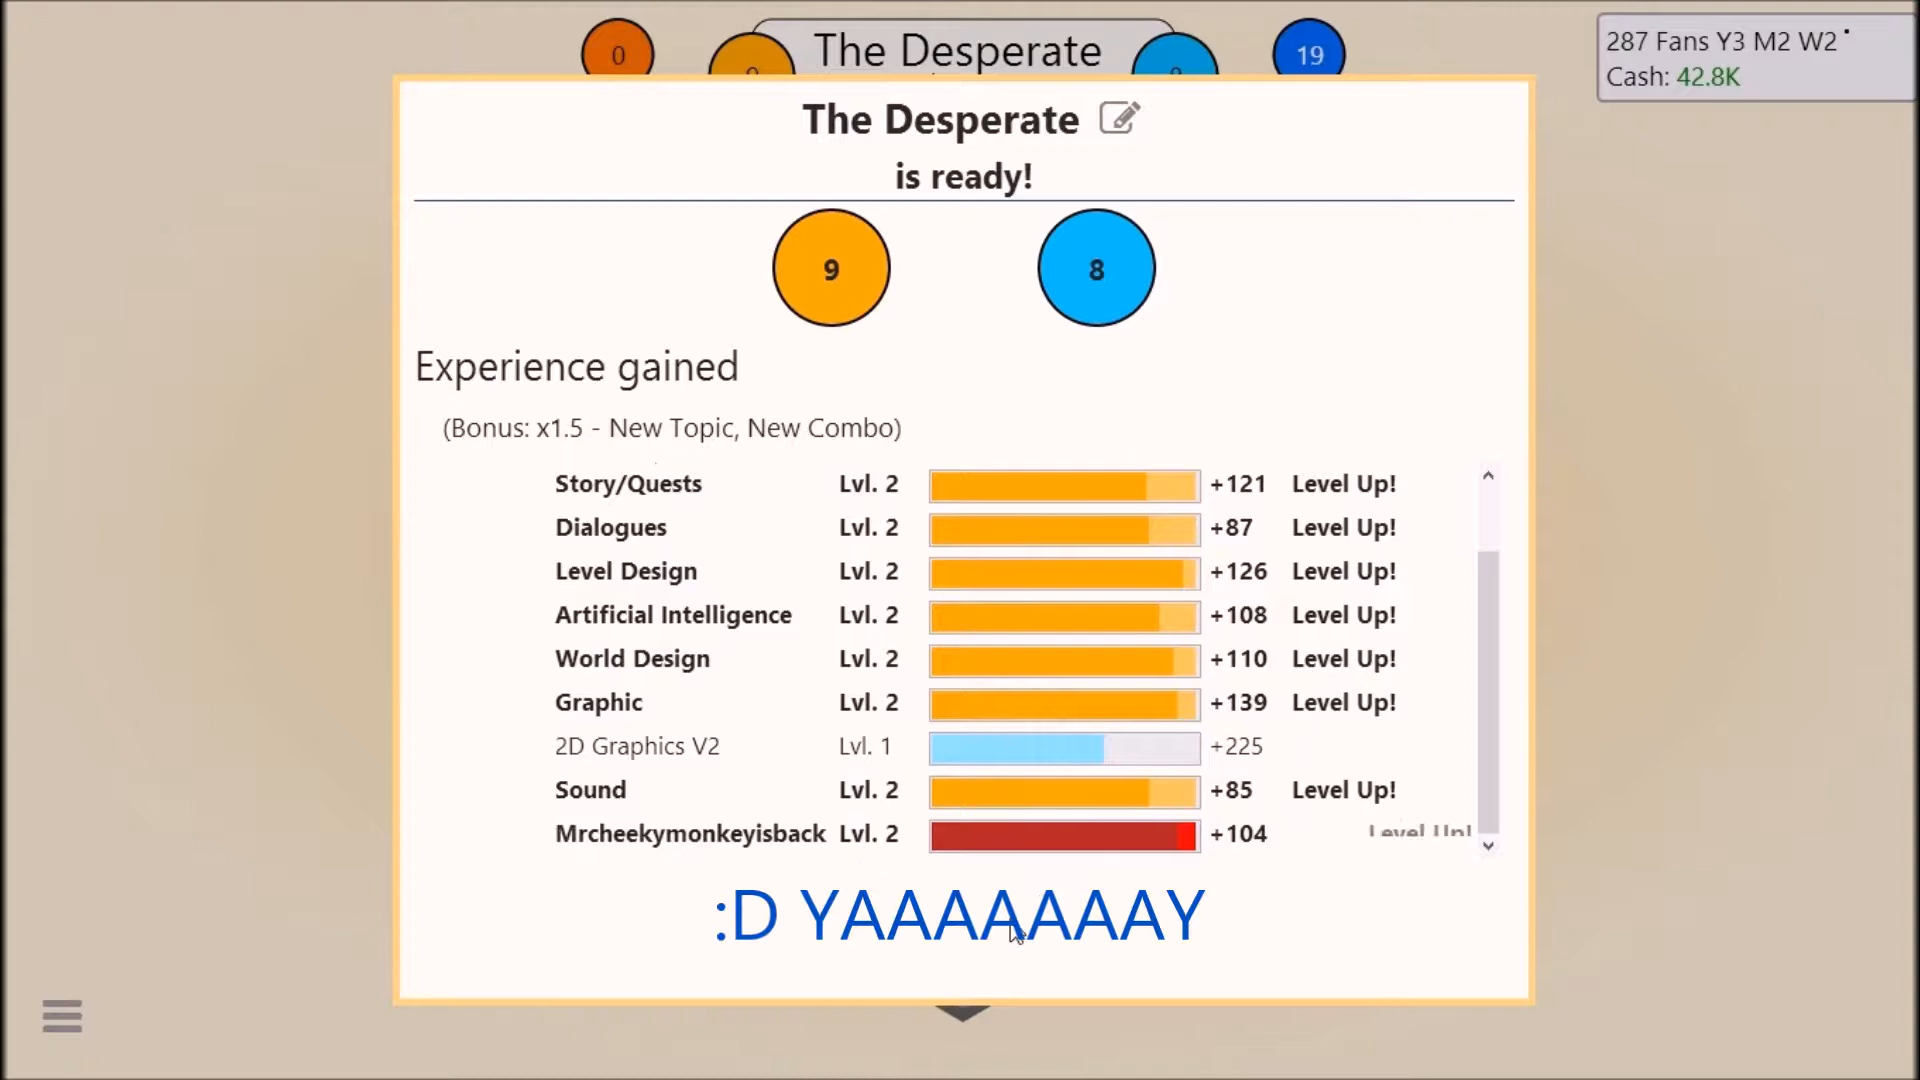 0
The Desperate
19
287 Fans Y3 M2 W2
Cash: 42.8K
The Desperate
is ready!
9
8
Experience gained
(Bonus: x1.5 - New Topic, New Combo)
Story/Quests Lvl. 2 +121 Level Up!
Dialogues Lvl. 2 +87 Level Up!
Level Design Lvl. 2 +126 Level Up!
Artificial Intelligence Lvl. 2 +108 Level Up!
World Design Lvl. 2 +110 Level Up!
Graphic Lvl. 2 +139 Level Up!
2D Graphics V2 Lvl. 1 +225
Sound Lvl. 2 +85 Level Up!
Mrcheekymonkeyisback Lvl. 2 +104 Level Up!
:D YAAAAAAAY